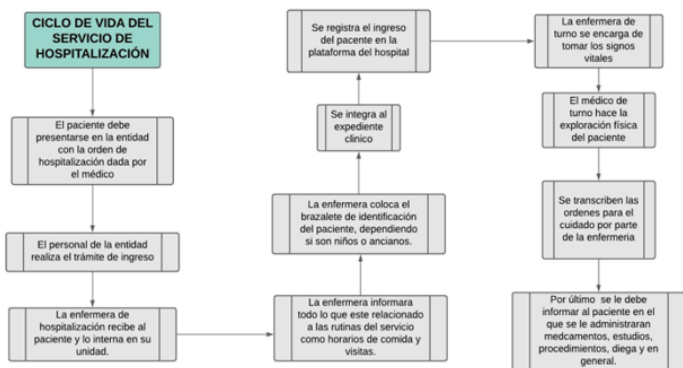 CICLO DE VIDA DEL
SERVICIO DE
HOSPITALIZACIÓN
El paciente debe
presentarse en la entidad
con la orden de
hospitalización dada por
el médico
El personal de la entidad
realiza el trámite de ingreso
La enfermera de
hospitalización recibe al
paciente y lo interna en su
unidad.
La enfermera informara
todo lo que este relacionado
a las rutinas del servicio
como horarios de comida y
visitas.
La enfermera coloca el
brazalete de identificación
del paciente, dependiendo
si son niños o ancianos.
Se integra al
expediente
clinico
Se registra el ingreso
del pacente en la
plataforma del hospital
La enfermera de
turno se encarga de
tomar los signos
vitales
El médico de
turno hace la
exploración física
del paciente
Se transcriben las
ordenes para el
cuidado por parte
de la enfermeria
Por último se le debe
informar al paciente en el
que se le administraran
medcamentos, estudios,
procedimientos, diega y en
general.